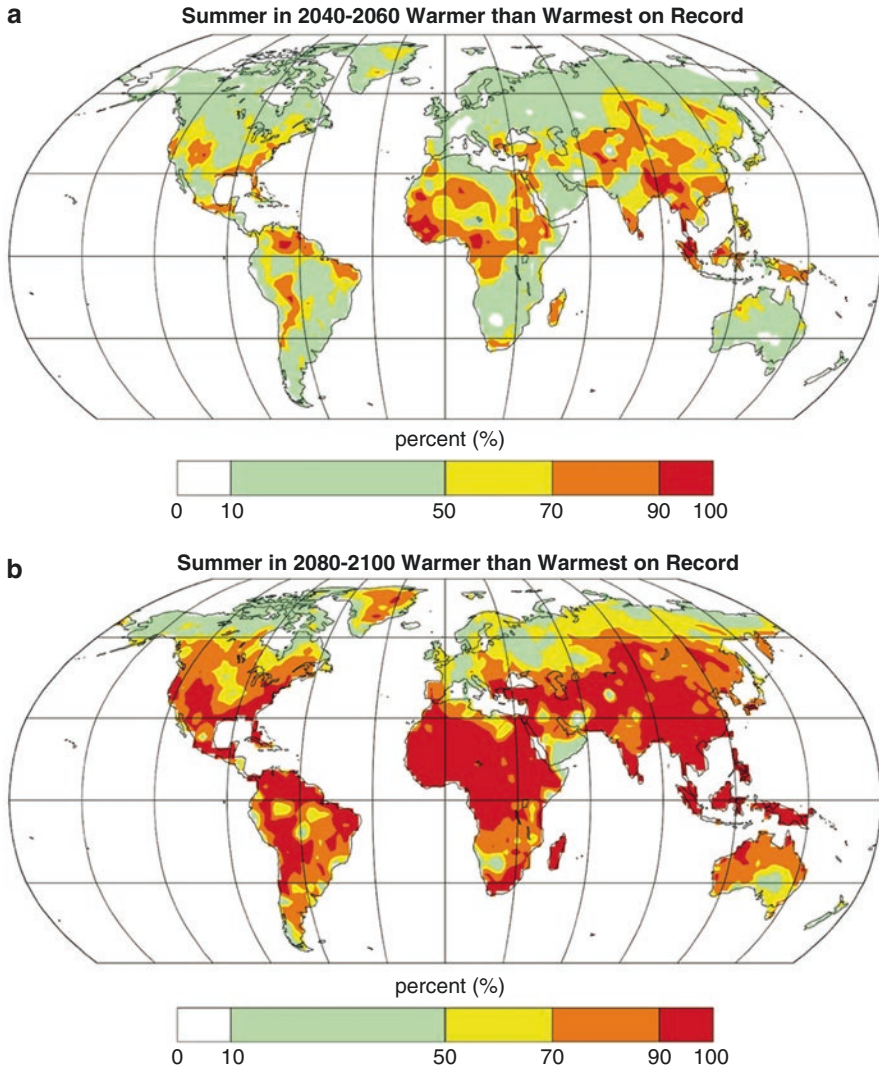 a
Summer in 2040-2060 Warmer than Warmest on Record
percent (%)
0 10 50 70 90 100
b
Summer in 2080-2100 Warmer than Warmest on Record
percent (%)
0 10 50 70 90 100